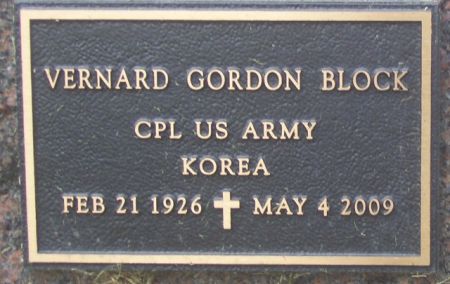 VERNARD GORDON BLOCK
CPL US ARMY
KOREA
FEB 21 1926 ✝ MAY 4 2009